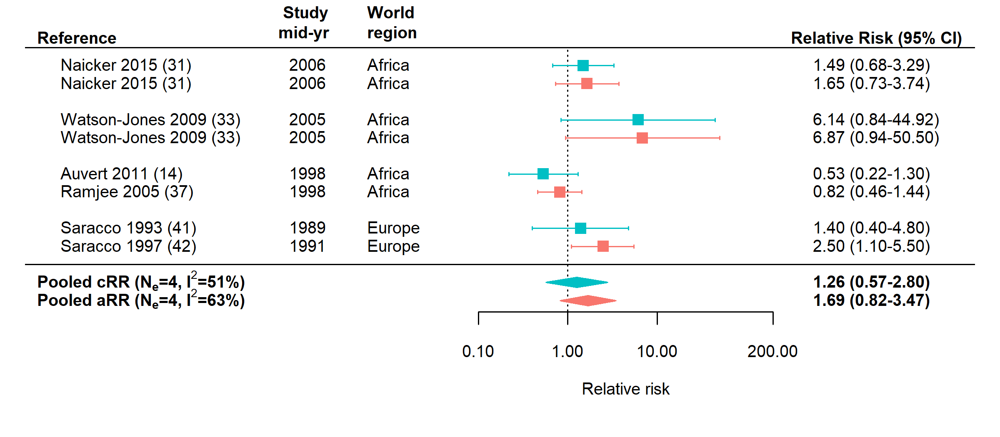 Reference Study mid-yr World region Relative Risk (95% CI)
Naicker 2015 (31) 2006 Africa 1.49 (0.68-3.29)
Naicker 2015 (31) 2006 Africa 1.65 (0.73-3.74)
Watson-Jones 2009 (33) 2005 Africa 6.14 (0.84-44.92)
Watson-Jones 2009 (33) 2005 Africa 6.87 (0.94-50.50)
Auvert 2011 (14) 1998 Africa 0.53 (0.22-1.30)
Ramjee 2005 (37) 1998 Africa 0.82 (0.46-1.44)
Saracco 1993 (41) 1989 Europe 1.40 (0.40-4.80)
Saracco 1997 (42) 1991 Europe 2.50 (1.10-5.50)
Pooled cRR (Nₑ=4, I²=51%) 1.26 (0.57-2.80)
Pooled aRR (Nₑ=4, I²=63%) 1.69 (0.82-3.47)
0.10 1.00 10.00 200.00
Relative risk